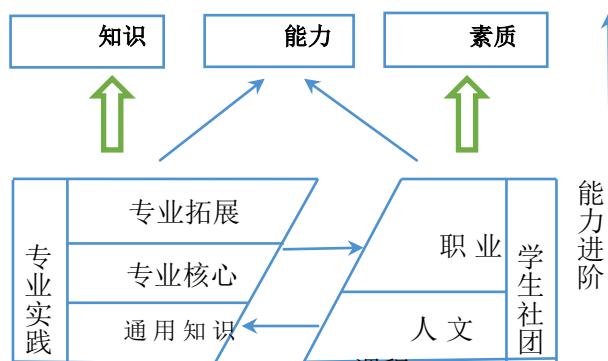 知识
能力
素质
专业拓展
专业核心
通用知识
专业实践
职 业
人 文
学生社团
能力进阶